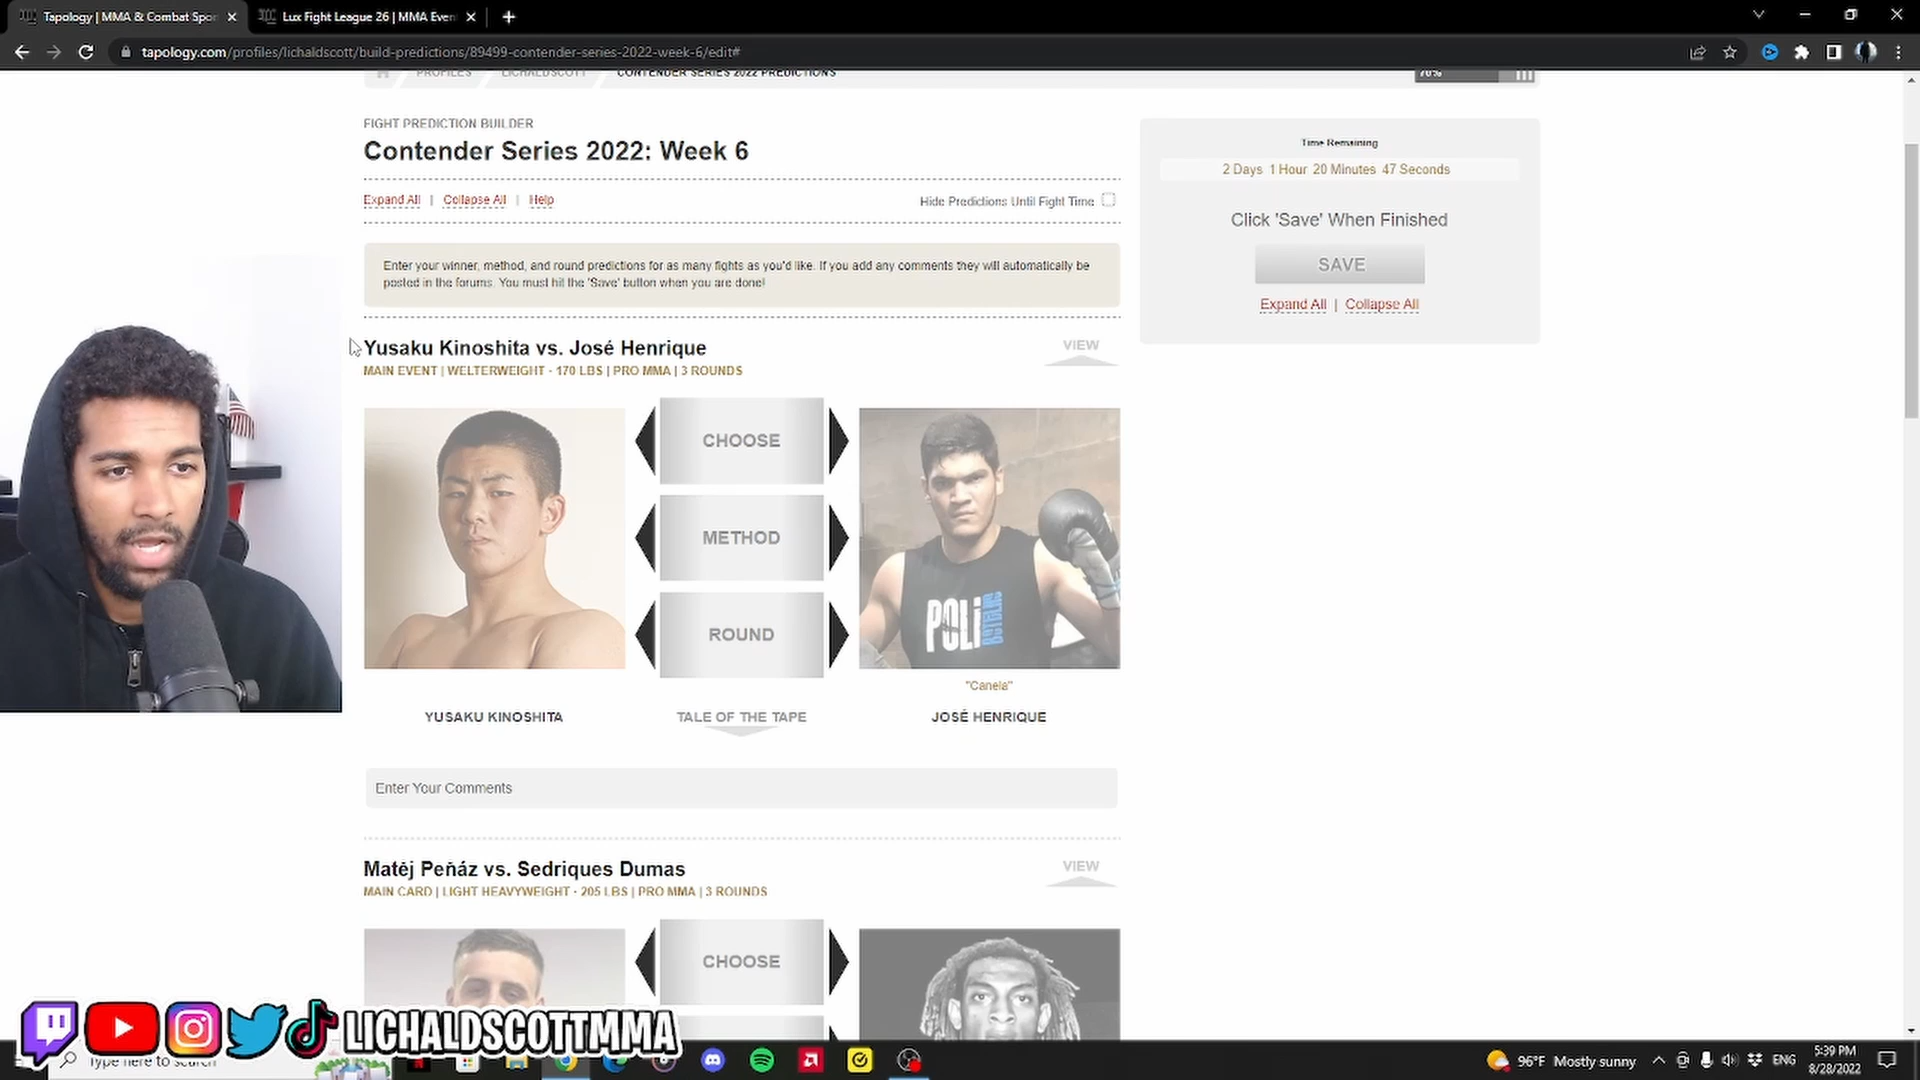 Tapology | MMA & Combat Spor
Lux Fight League 26 | MMA Even
tapology.com/profiles/lichaldscott/build-predictions/89499-contender-series-2022-week-6/edit#
PROFILES LICHALDSCOTT CONTENDER SERIES 2022 PREDICTIONS
70%
FIGHT PREDICTION BUILDER
Contender Series 2022: Week 6
Expand All | Collapse All | Help
Hide Predictions Until Fight Time
Enter your winner, method, and round predictions for as many fights as you'd like. If you add any comments they will automatically be
posted in the forums. You must hit the 'Save' button when you are done!
Time Remaining
2 Days 1 Hour 20 Minutes 47 Seconds
Click 'Save' When Finished
SAVE
Expand All | Collapse All
Yusaku Kinoshita vs. José Henrique
VIEW
MAIN EVENT | WELTERWEIGHT · 170 LBS | PRO MMA | 3 ROUNDS
CHOOSE
METHOD
ROUND
POLi
"Canela"
YUSAKU KINOSHITA
TALE OF THE TAPE
JOSÉ HENRIQUE
Enter Your Comments
Matěj Peňáz vs. Sedriques Dumas
VIEW
MAIN CARD | LIGHT HEAVYWEIGHT · 205 LBS | PRO MMA | 3 ROUNDS
CHOOSE
LICHALDSCOTTMMA
Type here to search
96°F Mostly sunny
ENG
5:39 PM
8/28/2022